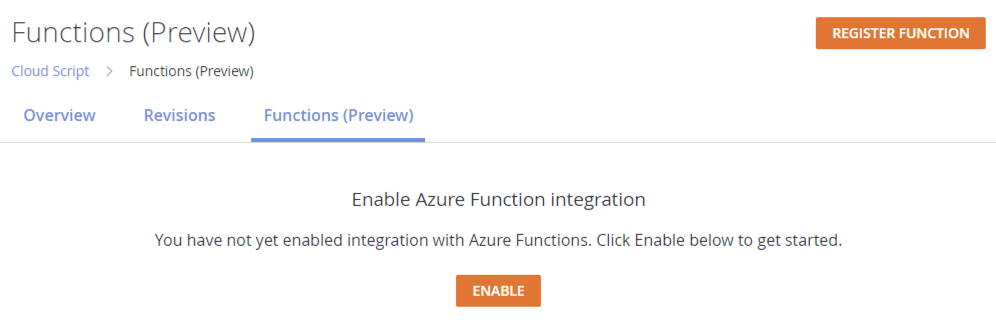 Functions (Preview)
REGISTER FUNCTION
Cloud Script > Functions (Preview)
Overview Revisions Functions (Preview)
Enable Azure Function integration
You have not yet enabled integration with Azure Functions. Click Enable below to get started.
ENABLE